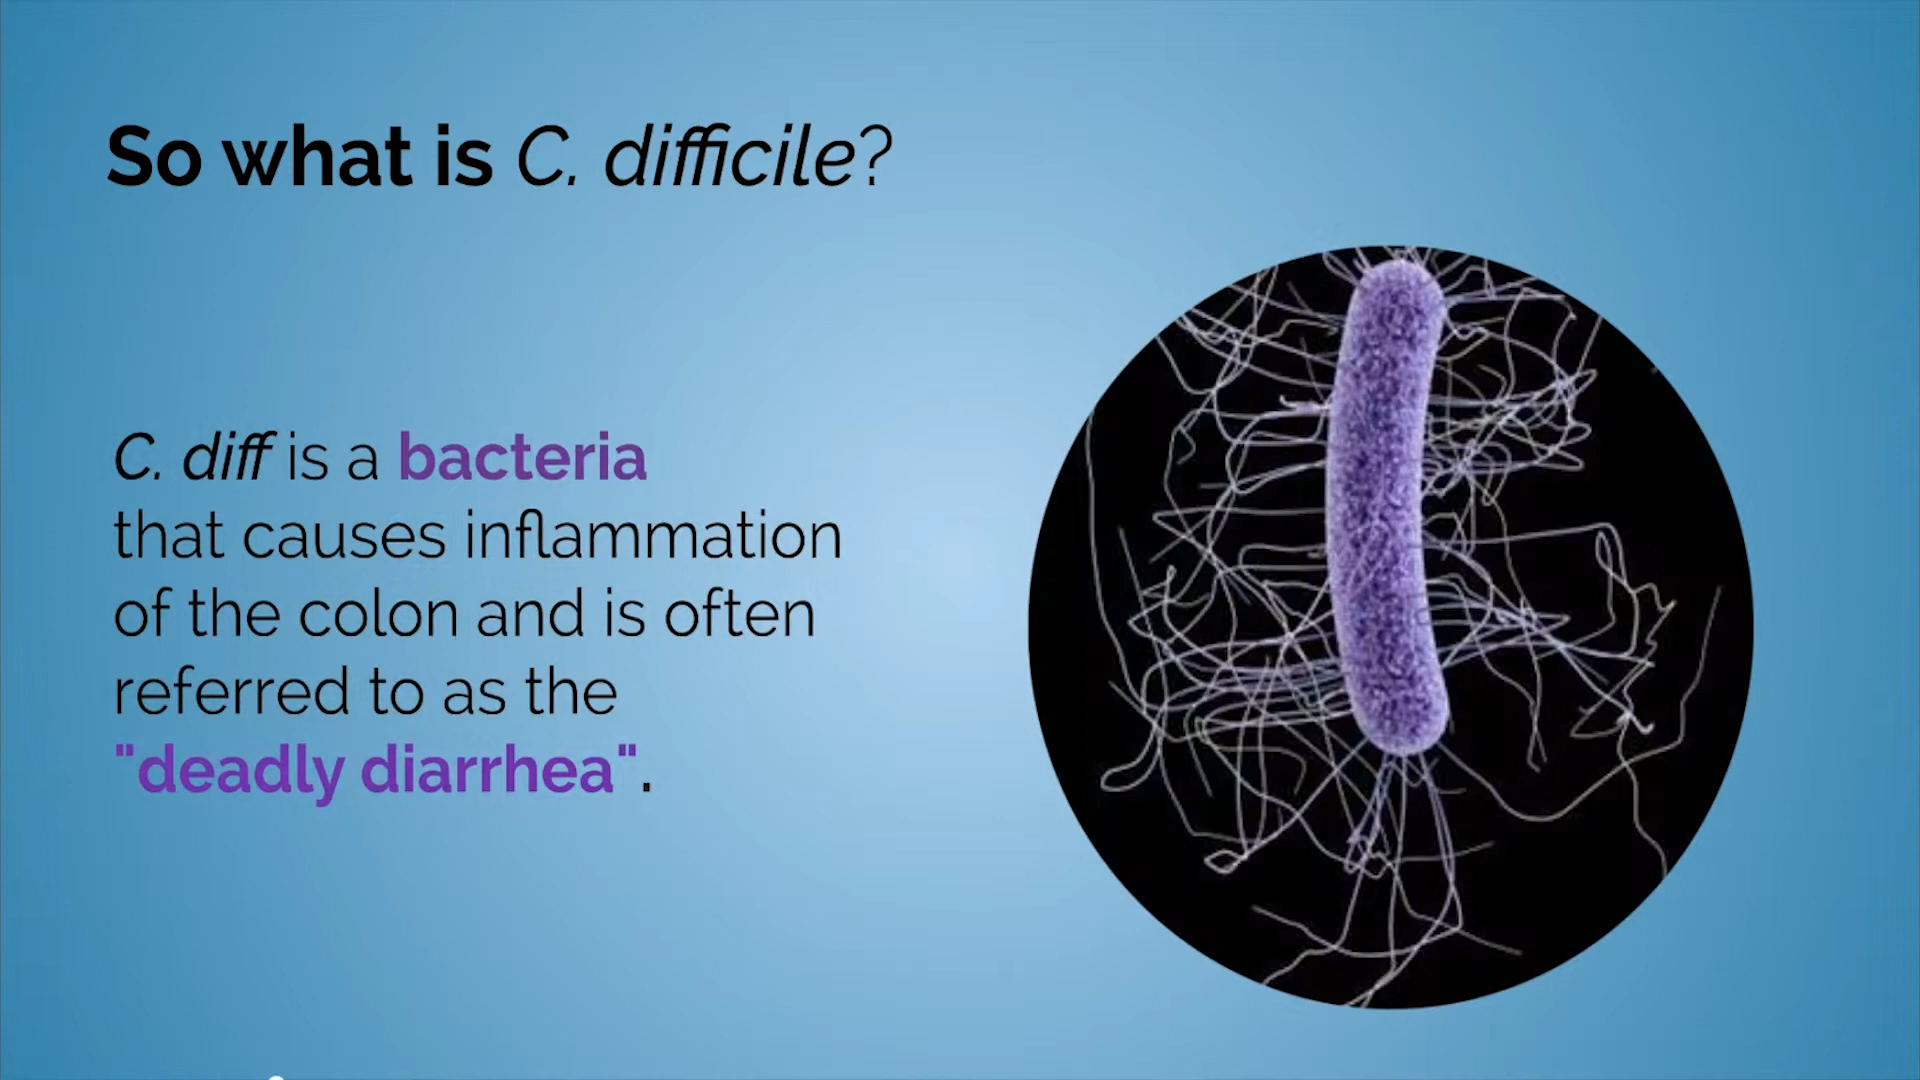 So what is C. difficile?
C. diff is a bacteria
that causes inflammation
of the colon and is often
referred to as the
"deadly diarrhea".